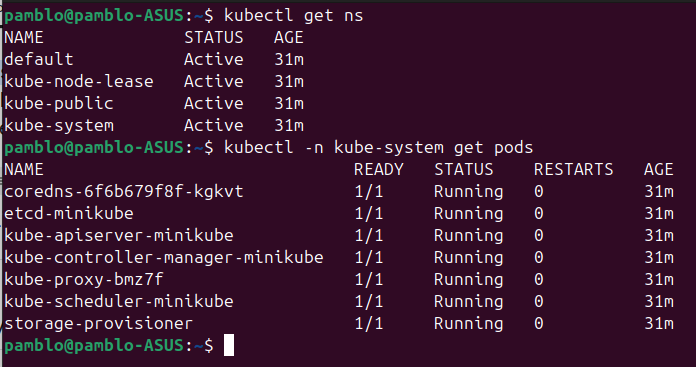 pamblo@pamblo-ASUS:~$ kubectl get ns
NAME STATUS AGE
default Active 31m
kube-node-lease Active 31m
kube-public Active 31m
kube-system Active 31m
pamblo@pamblo-ASUS:~$ kubectl -n kube-system get pods
NAME READY STATUS RESTARTS AGE
coredns-6f6b679f8f-kgkvt 1/1 Running 0 31m
etcd-minikube 1/1 Running 0 31m
kube-apiserver-minikube 1/1 Running 0 31m
kube-controller-manager-minikube 1/1 Running 0 31m
kube-proxy-bmz7f 1/1 Running 0 31m
kube-scheduler-minikube 1/1 Running 0 31m
storage-provisioner 1/1 Running 0 31m
pamblo@pamblo-ASUS:~$